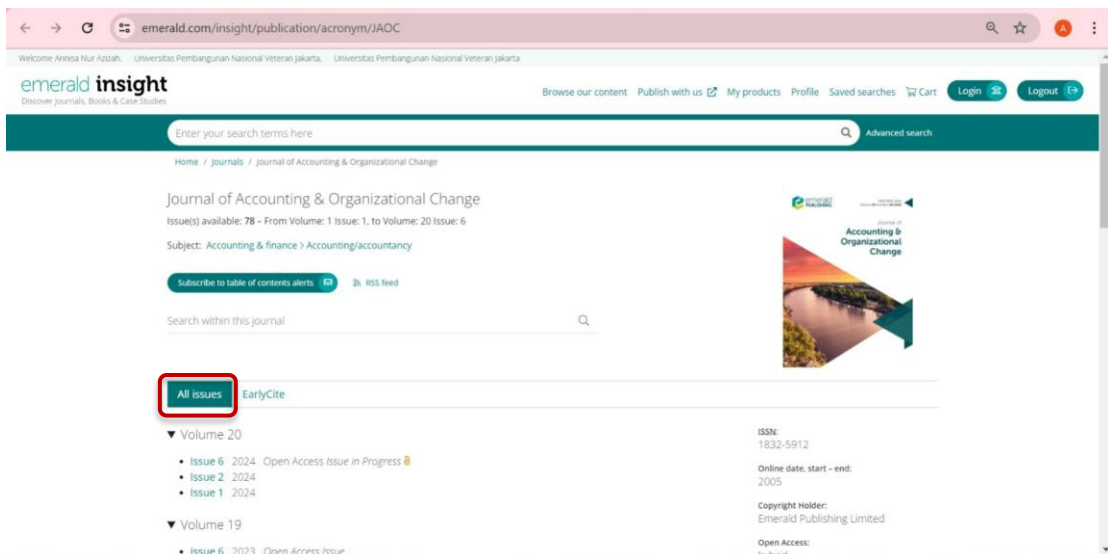 emerald.com/insight/publication/acronym/JAOC
A
Welcome Annisa Nur Azizah, Universitas Pembangunan Nasional Veteran Jakarta, Universitas Pembangunan Nasional Veteran Jakarta
emerald insight
Discover Journals, Books & Case Studies
Browse our content Publish with us My products Profile Saved searches Cart Login Logout
Enter your search terms here
Advanced search
Home / Journals / Journal of Accounting & Organizational Change
Journal of Accounting & Organizational Change
Issue(s) available: 78 – From Volume: 1 Issue: 1, to Volume: 20 Issue: 6
Subject: Accounting & finance > Accounting/accountancy
Subscribe to table of contents alerts RSS feed
Search within this journal
emerald
PUBLISHING
Journal of
Accounting &
Organizational
Change
All issues EarlyCite
Volume 20
• Issue 6 2024 Open Access Issue in Progress
• Issue 2 2024
• Issue 1 2024
Volume 19
• Issue 6 2023 Open Access Issue
ISSN:
1832-5912
Online date, start – end:
2005
Copyright Holder:
Emerald Publishing Limited
Open Access:
hybrid